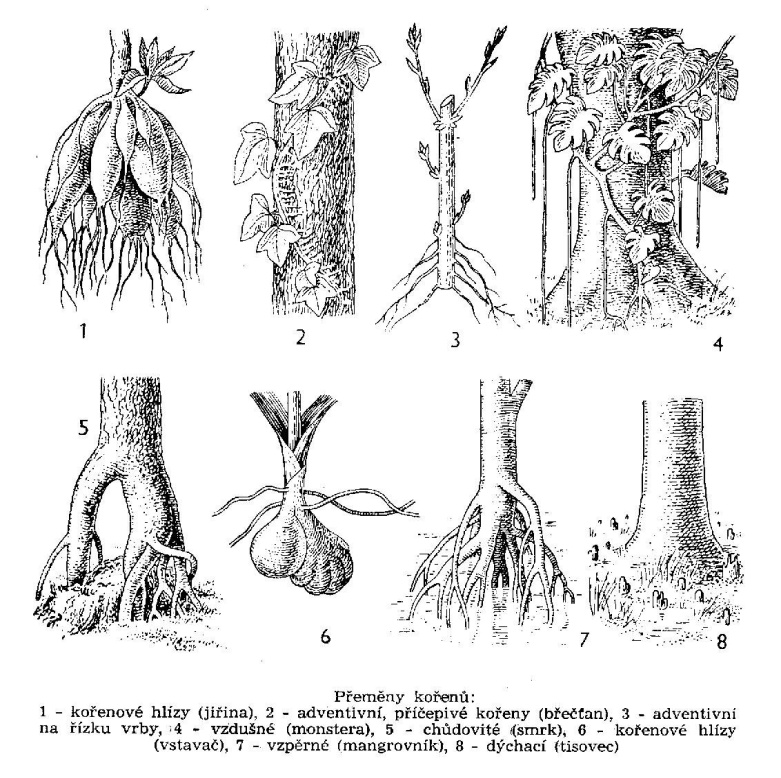 1
2
3
4
5
6
7
8
Přeměny kořenů:
1 - kořenové hlízy (jiřina), 2 - adventivní, příčepivé kořeny (břečťan), 3 - adventivní
na řízku vrby, 4 - vzdušné (monstera), 5 - chůdovité (smrk), 6 - kořenové hlízy
(vstavač), 7 - vzpěrné (mangrovník), 8 - dýchací (tisovec)